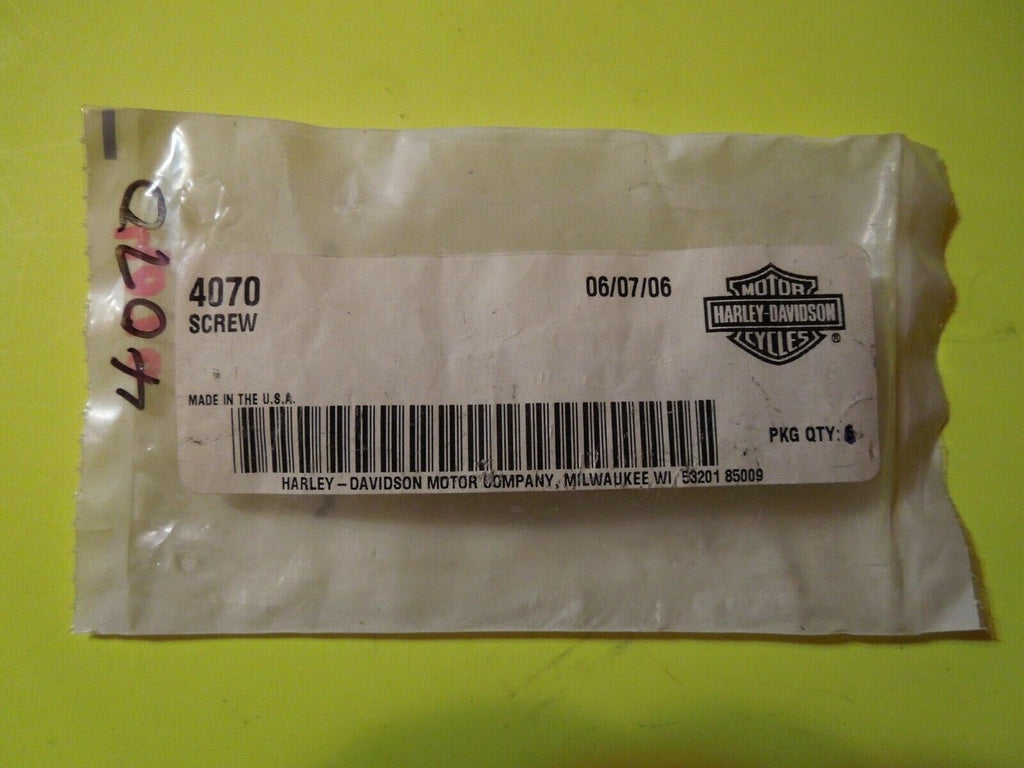 4070
4070
SCREW
06/07/06
MOTOR
HARLEY-DAVIDSON
CYCLES
®
MADE IN THE U.S.A.
PKG QTY:
HARLEY-DAVIDSON MOTOR COMPANY, MILWAUKEE WI, 53201 85009